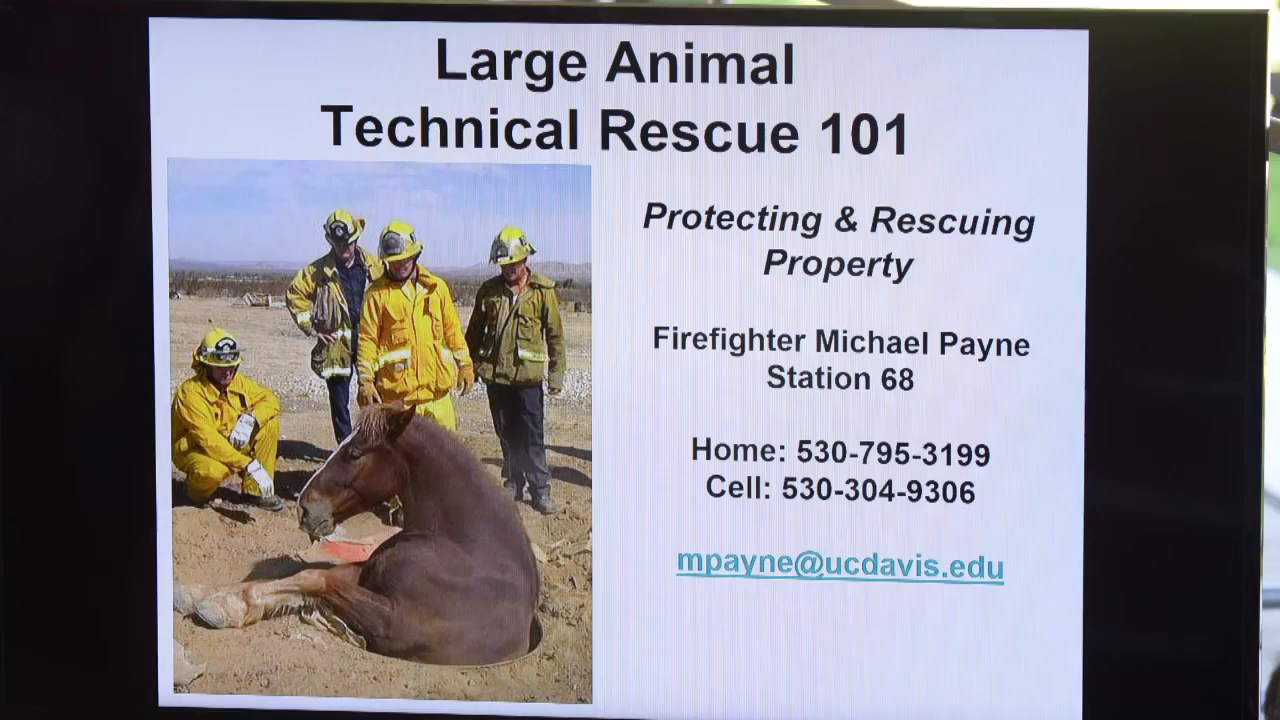 Large Animal
Technical Rescue 101
Protecting & Rescuing
Property
Firefighter Michael Payne
Station 68
Home: 530-795-3199
Cell: 530-304-9306
mpayne@ucdavis.edu